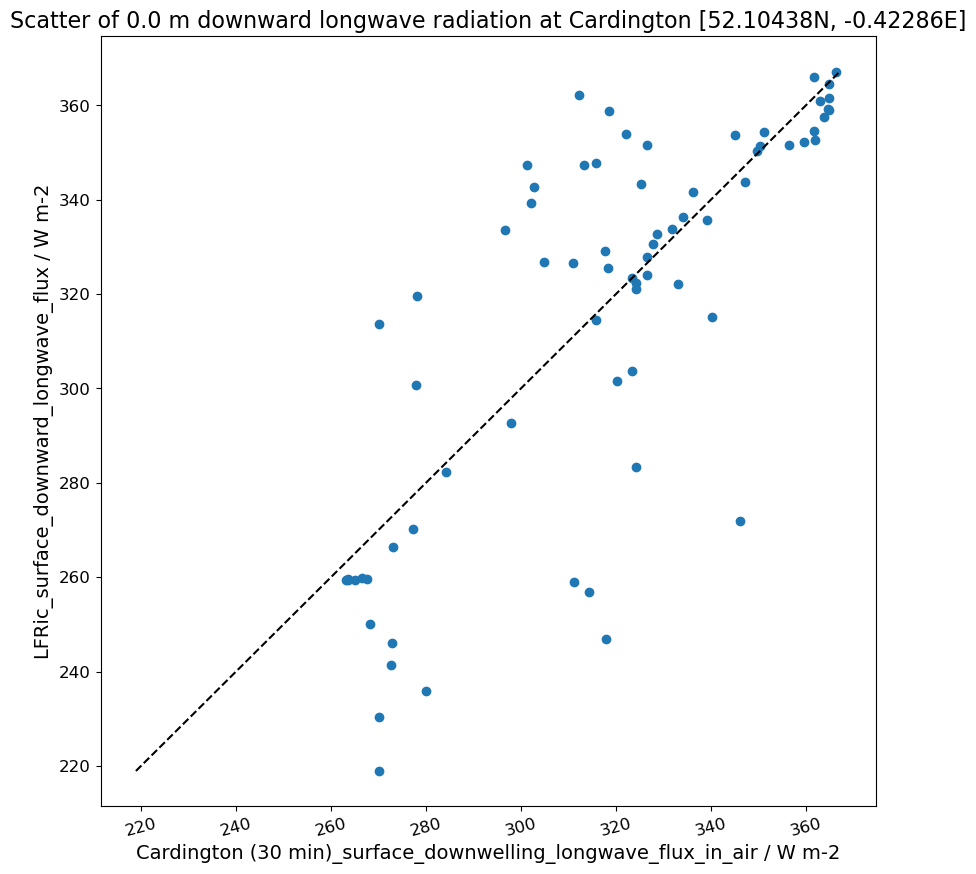 Scatter of 0.0 m downward longwave radiation at Cardington [52.10438N, -0.42286E]
LFRic_surface_downward_longwave_flux / W m-2
360
340
320
300
280
260
240
220
220 240 260 280 300 320 340 360
Cardington (30 min)_surface_downwelling_longwave_flux_in_air / W m-2